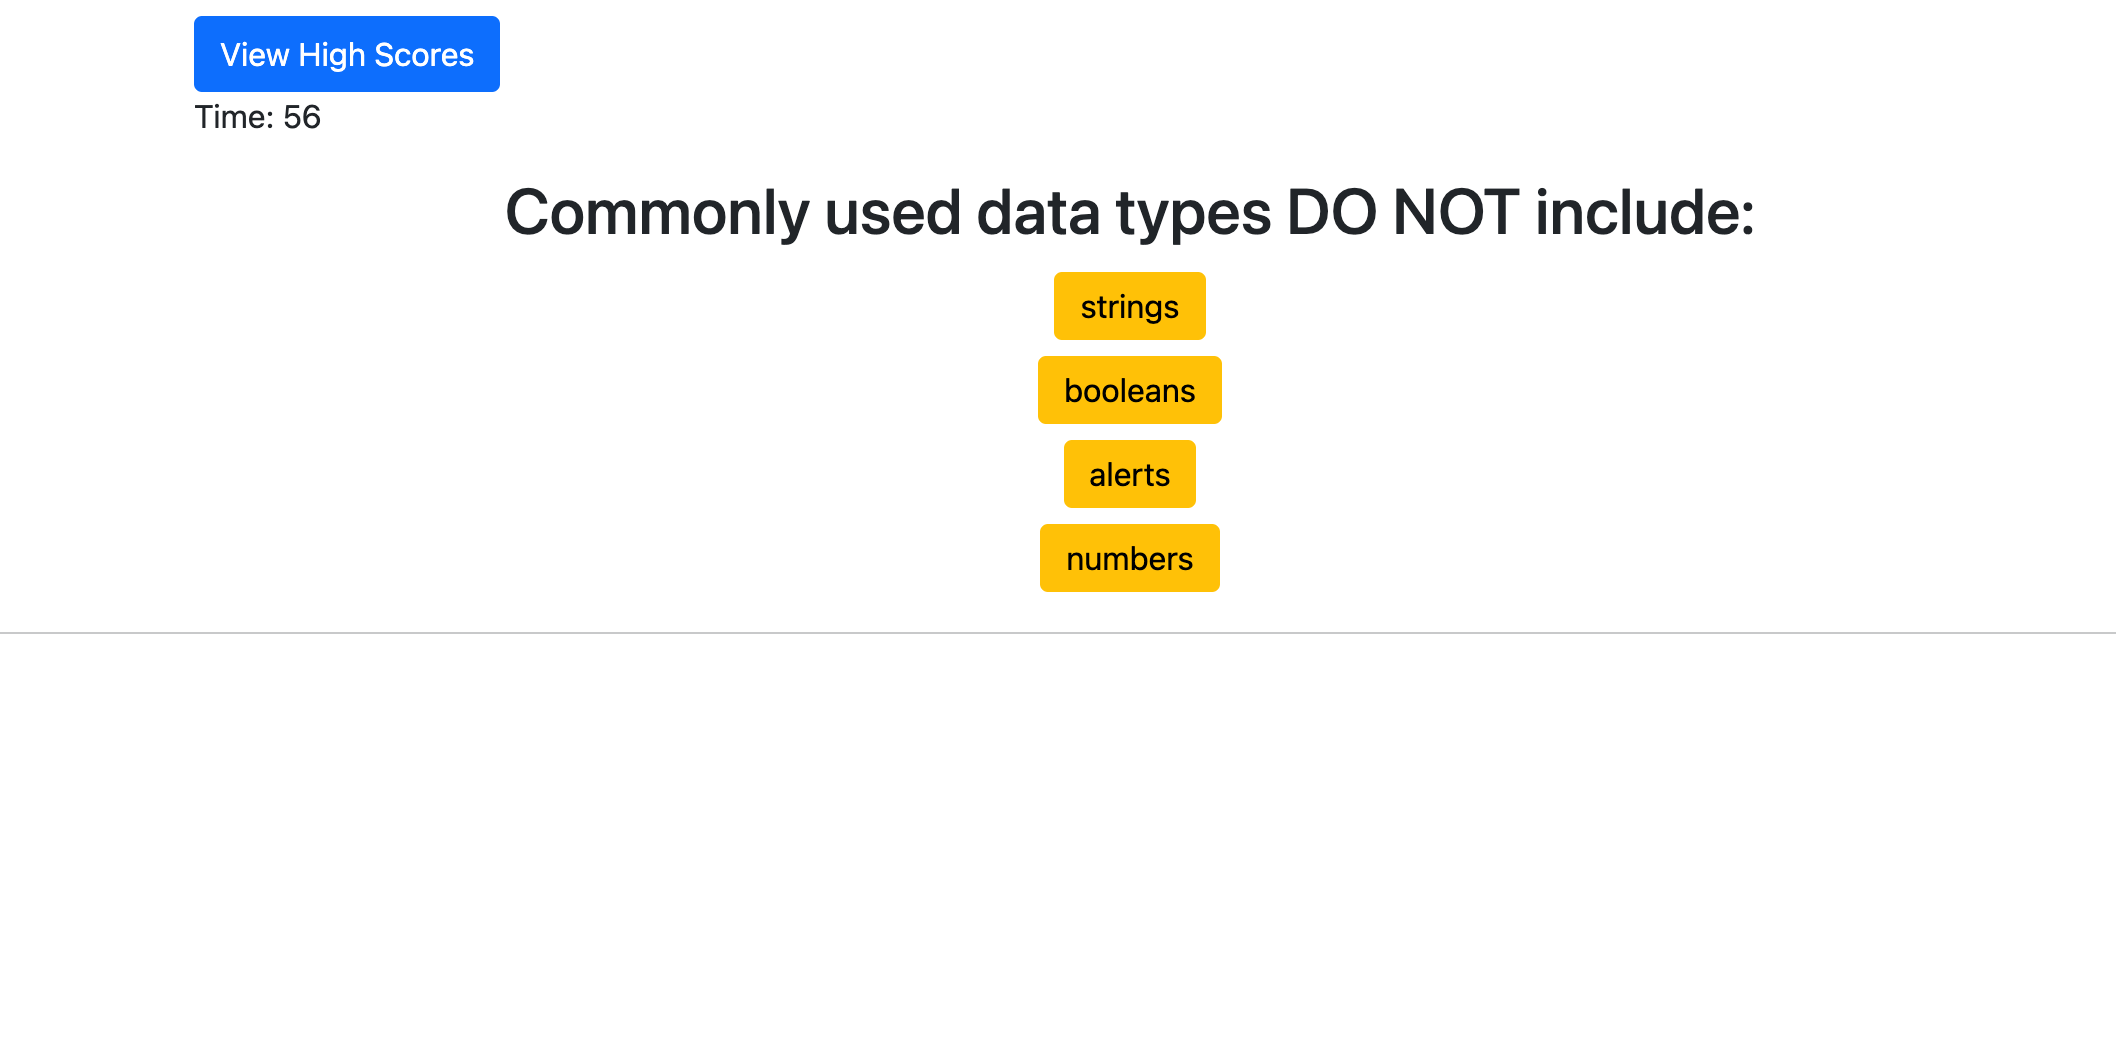 View High Scores
Time: 56
Commonly used data types DO NOT include:
strings
booleans
alerts
numbers